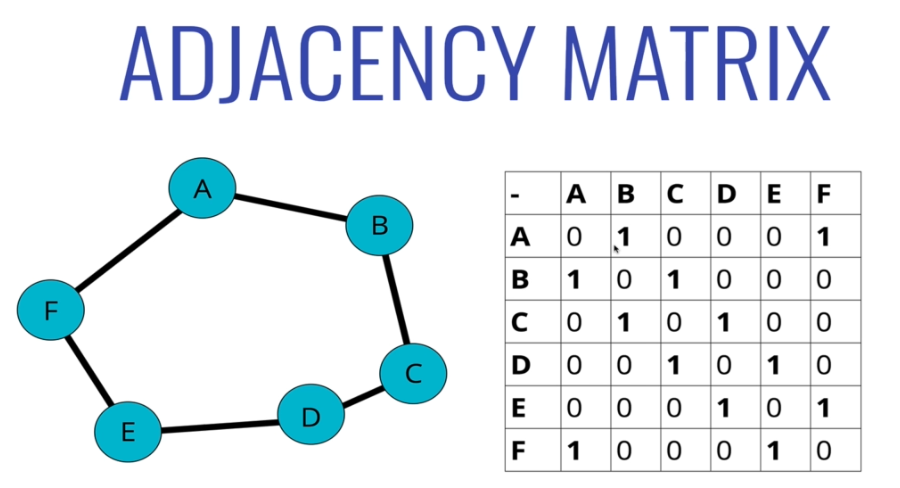 ADJACENCY MATRIX
A
B
F
C
D
E
- A B C D E F
A 0 1 0 0 0 1
B 1 0 1 0 0 0
C 0 1 0 1 0 0
D 0 0 1 0 1 0
E 0 0 0 1 0 1
F 1 0 0 0 1 0